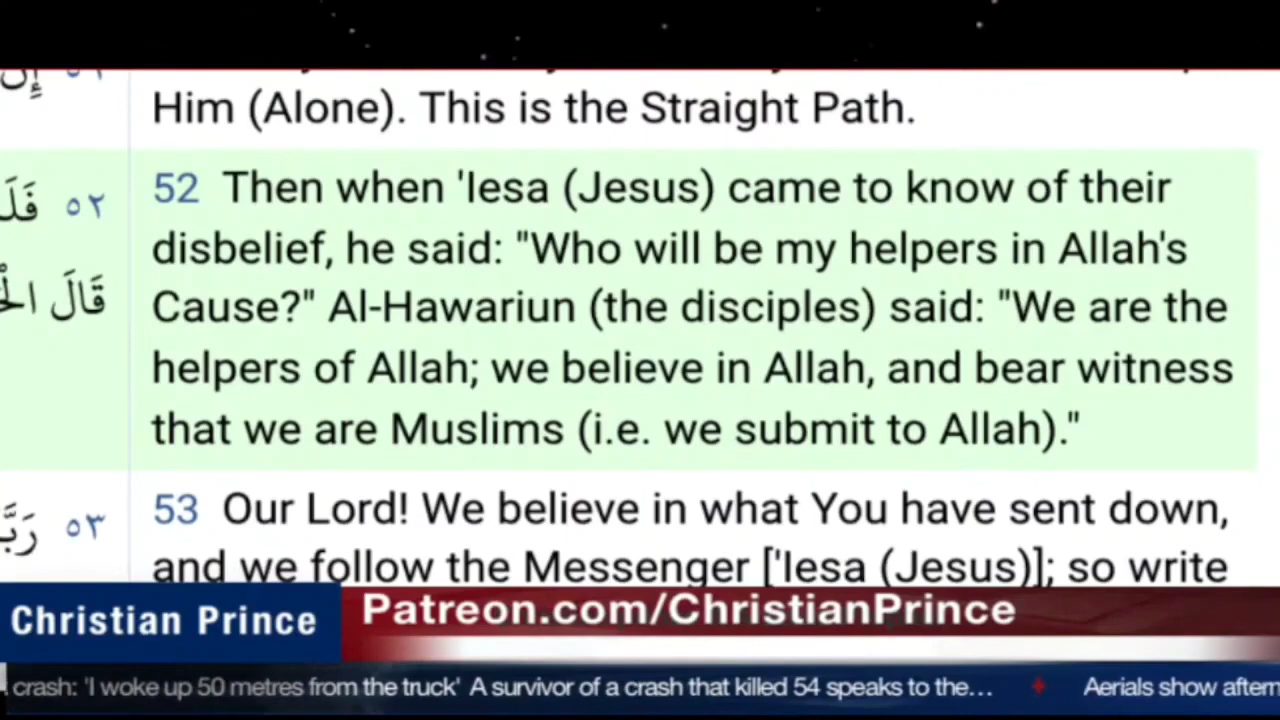 Him (Alone). This is the Straight Path.
52 Then when 'Iesa (Jesus) came to know of their
disbelief, he said: "Who will be my helpers in Allah's
Cause?" Al-Hawariun (the disciples) said: "We are the
helpers of Allah; we believe in Allah, and bear witness
that we are Muslims (i.e. we submit to Allah)."
53 Our Lord! We believe in what You have sent down,
and we follow the Messenger ['Iesa (Jesus)]; so write
٥٢
قَالَ
٥٣
Christian Prince
Patreon.com/ChristianPrince
crash: 'I woke up 50 metres from the truck' A survivor of a crash that killed 54 speaks to the... Aerials show